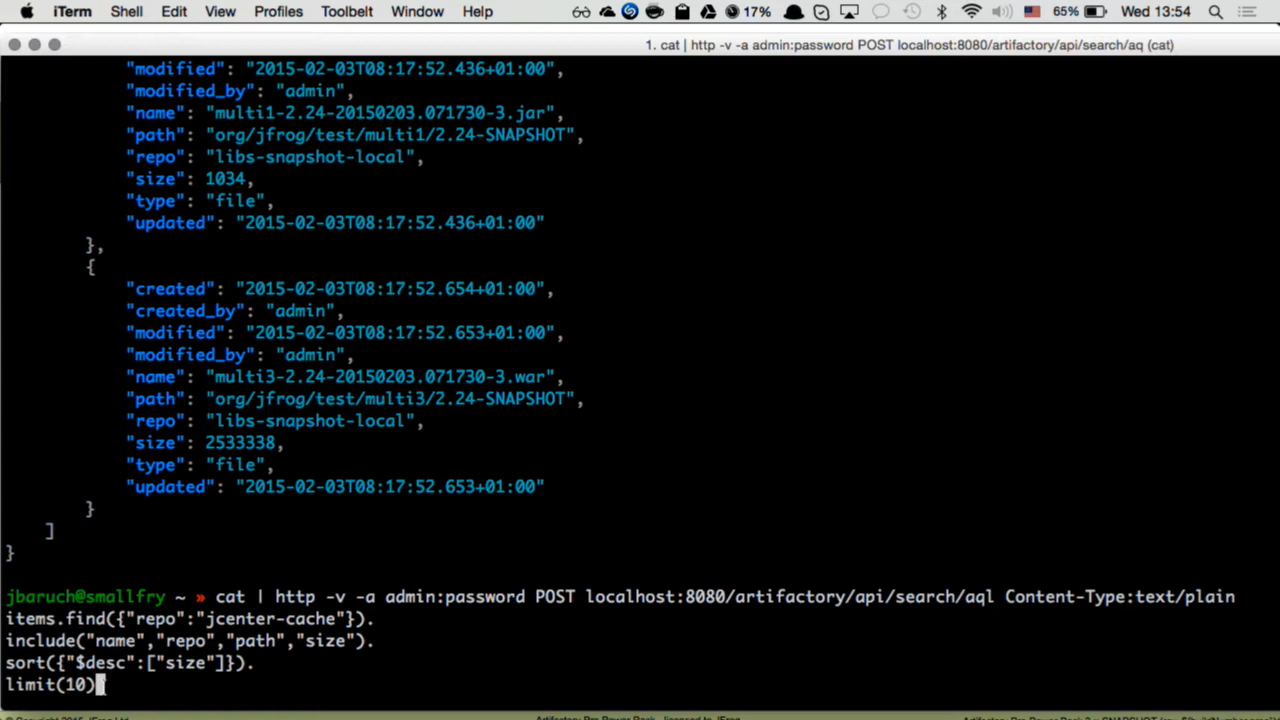 iTerm Shell Edit View Profiles Toolbelt Window Help 17% 65% Wed 13:54
1. cat | http -v -a admin:password POST localhost:8080/artifactory/api/search/aq (cat)
"modified": "2015-02-03T08:17:52.436+01:00",
"modified_by": "admin",
"name": "multi1-2.24-20150203.071730-3.jar",
"path": "org/jfrog/test/multi1/2.24-SNAPSHOT",
"repo": "libs-snapshot-local",
"size": 1034,
"type": "file",
"updated": "2015-02-03T08:17:52.436+01:00"
},
{
"created": "2015-02-03T08:17:52.654+01:00",
"created_by": "admin",
"modified": "2015-02-03T08:17:52.653+01:00",
"modified_by": "admin",
"name": "multi3-2.24-20150203.071730-3.war",
"path": "org/jfrog/test/multi3/2.24-SNAPSHOT",
"repo": "libs-snapshot-local",
"size": 2533338,
"type": "file",
"updated": "2015-02-03T08:17:52.653+01:00"
}
]
}
jbaruch@smallfry ~ » cat | http -v -a admin:password POST localhost:8080/artifactory/api/search/aql Content-Type:text/plain
items.find({"repo":"jcenter-cache"}).
include("name","repo","path","size").
sort({"$desc":["size"]}).
limit(10)